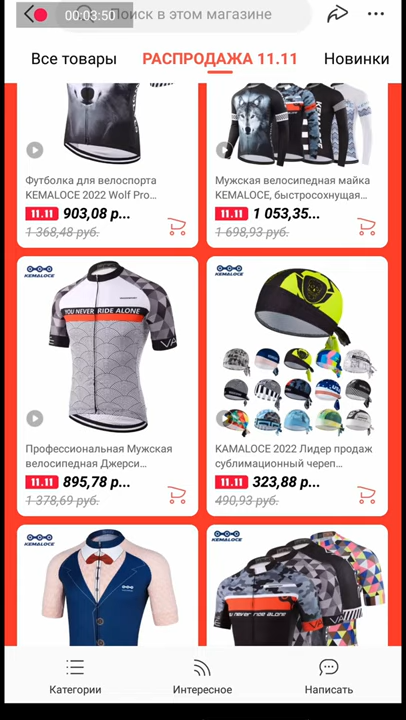 00:03:50
Поиск в этом магазине
Все товары
РАСПРОДАЖА 11.11
Новинки
Футболка для велоспорта
KEMALOCE 2022 Wolf Pro...
11.11 903,08 р...
1 368,48 руб.
Мужская велосипедная майка
KEMALOCE, быстросохнущая...
11.11 1 053,35...
1 698,93 руб.
KEMALOCE
YOU NEVER RIDE ALONE
Профессиональная Мужская
велосипедная Джерси...
11.11 895,78 р...
1 378,69 руб.
KEMALOCE
KAMALOCE 2022 Лидер продаж
сублимационный череп...
11.11 323,88 р...
490,93 руб.
KEMALOCE
KEMALOCE
YOU NEVER RIDE ALONE
Категории
Интересное
Написать